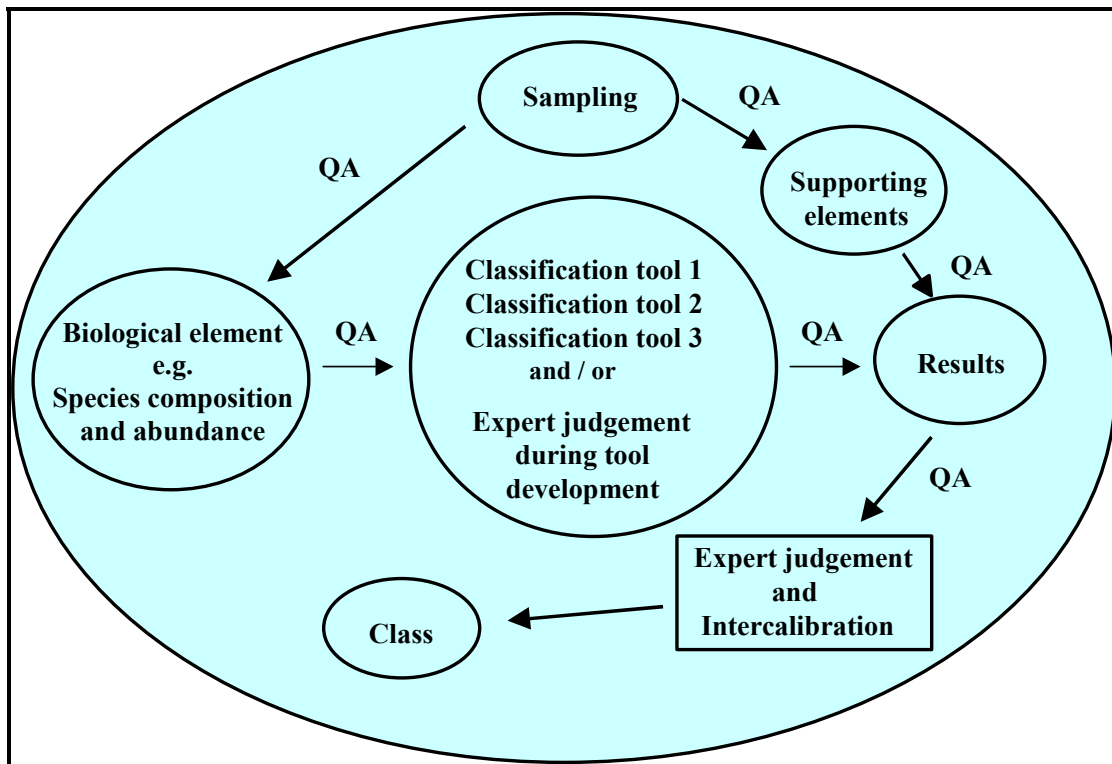 Sampling
QA
QA
Supporting
elements
Classification tool 1
Classification tool 2
Classification tool 3
and / or
Expert judgement
during tool
development
QA
Biological element
e.g.
Species composition
and abundance
QA
QA
Results
QA
Expert judgement
and
Intercalibration
Class